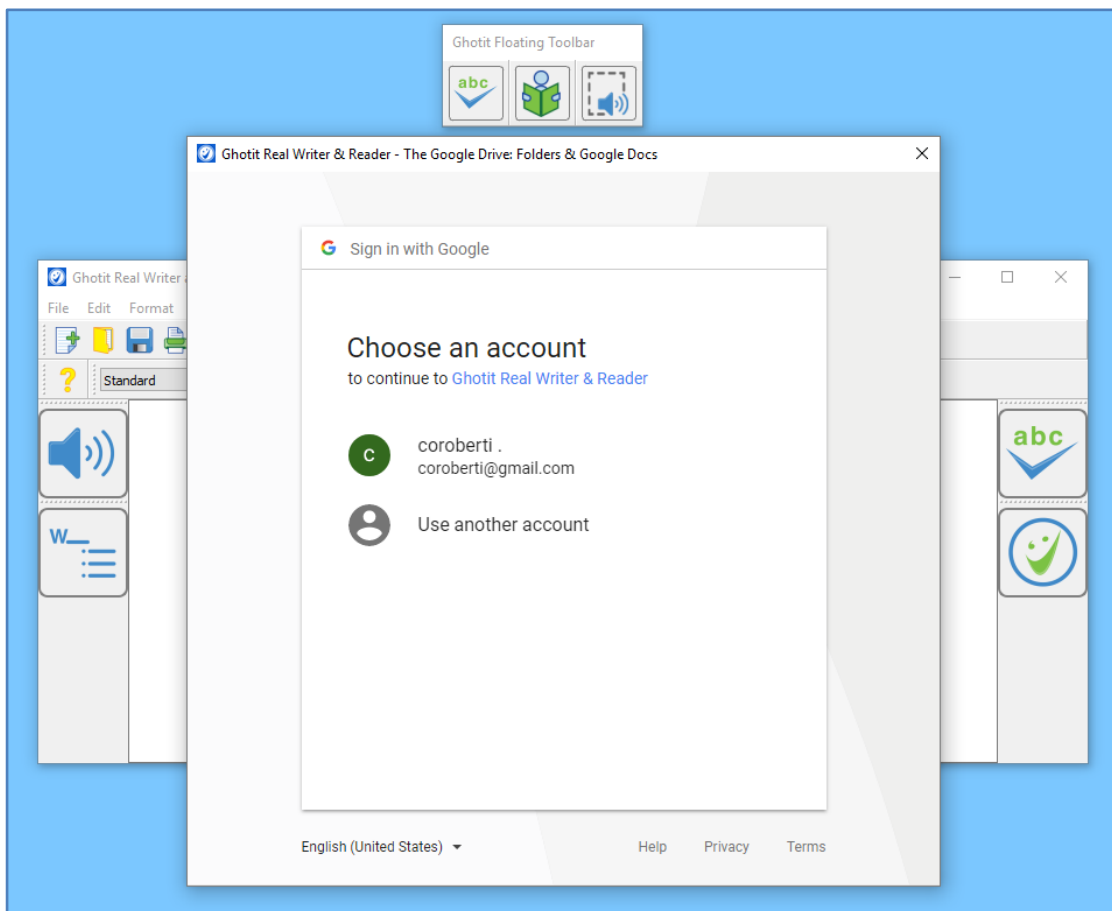 Ghotit Floating Toolbar
abc
Ghotit Real Writer & Reader - The Google Drive: Folders & Google Docs
Sign in with Google
Ghotit Real Writer
File Edit Format
Standard
Choose an account
to continue to Ghotit Real Writer & Reader
C
coroberti .
coroberti@gmail.com
Use another account
W
abc
English (United States)
Help Privacy Terms